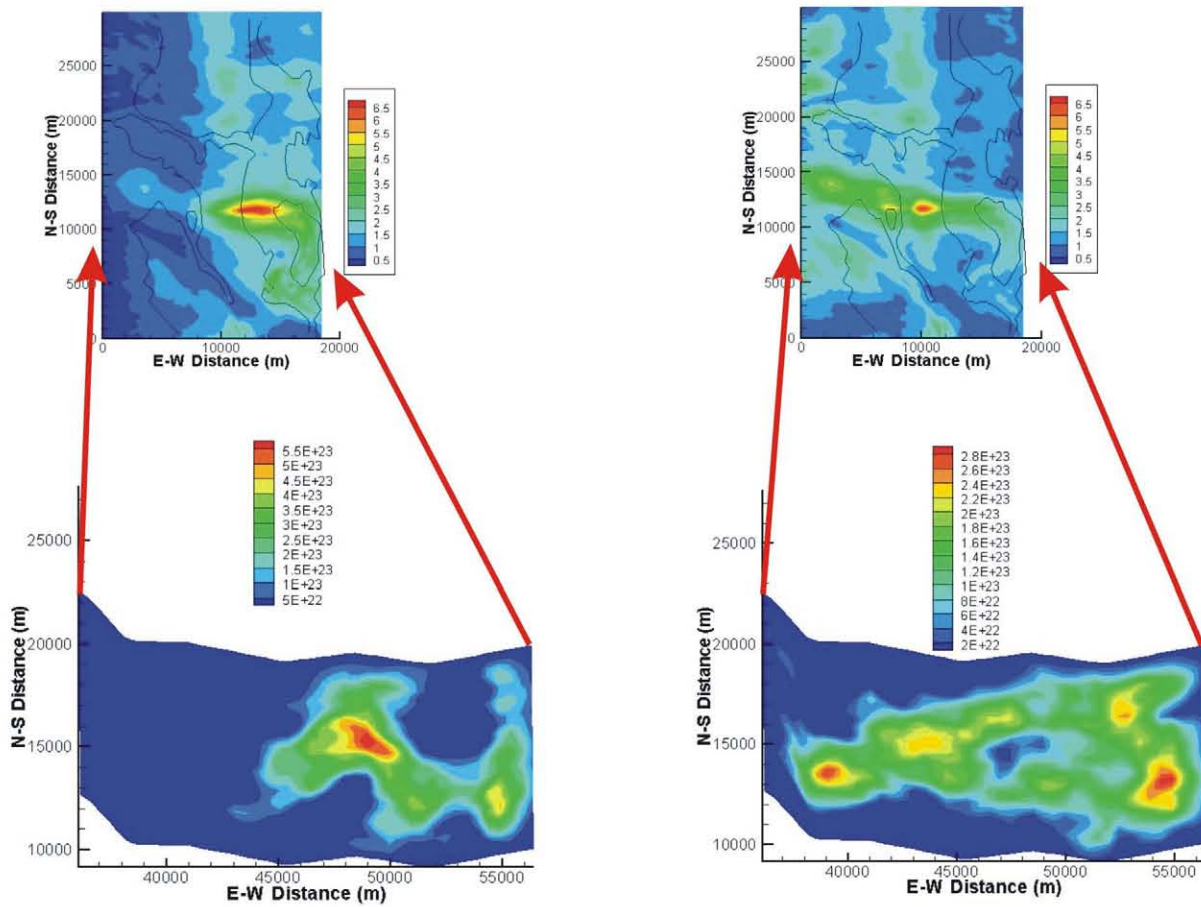 25000
20000
15000
10000
5000
0
N-S Distance (m)
0
10000
20000
E-W Distance (m)
6.5
6
5.5
5
4.5
4
3.5
3
2.5
2
1.5
1
0.5
25000
20000
15000
10000
5000
0
N-S Distance (m)
0
10000
20000
E-W Distance (m)
6.5
6
5.5
5
4.5
4
3.5
3
2.5
2
1.5
1
0.5
5.5E+23
5E+23
4.5E+23
4E+23
3.5E+23
3E+23
2.5E+23
2E+23
1.5E+23
1E+23
5E+22
25000
20000
15000
10000
N-S Distance (m)
40000
45000
50000
55000
E-W Distance (m)
2.8E+23
2.6E+23
2.4E+23
2.2E+23
2E+23
1.8E+23
1.6E+23
1.4E+23
1.2E+23
1E+23
8E+22
6E+22
4E+22
2E+22
25000
20000
15000
10000
N-S Distance (m)
40000
45000
50000
55000
E-W Distance (m)